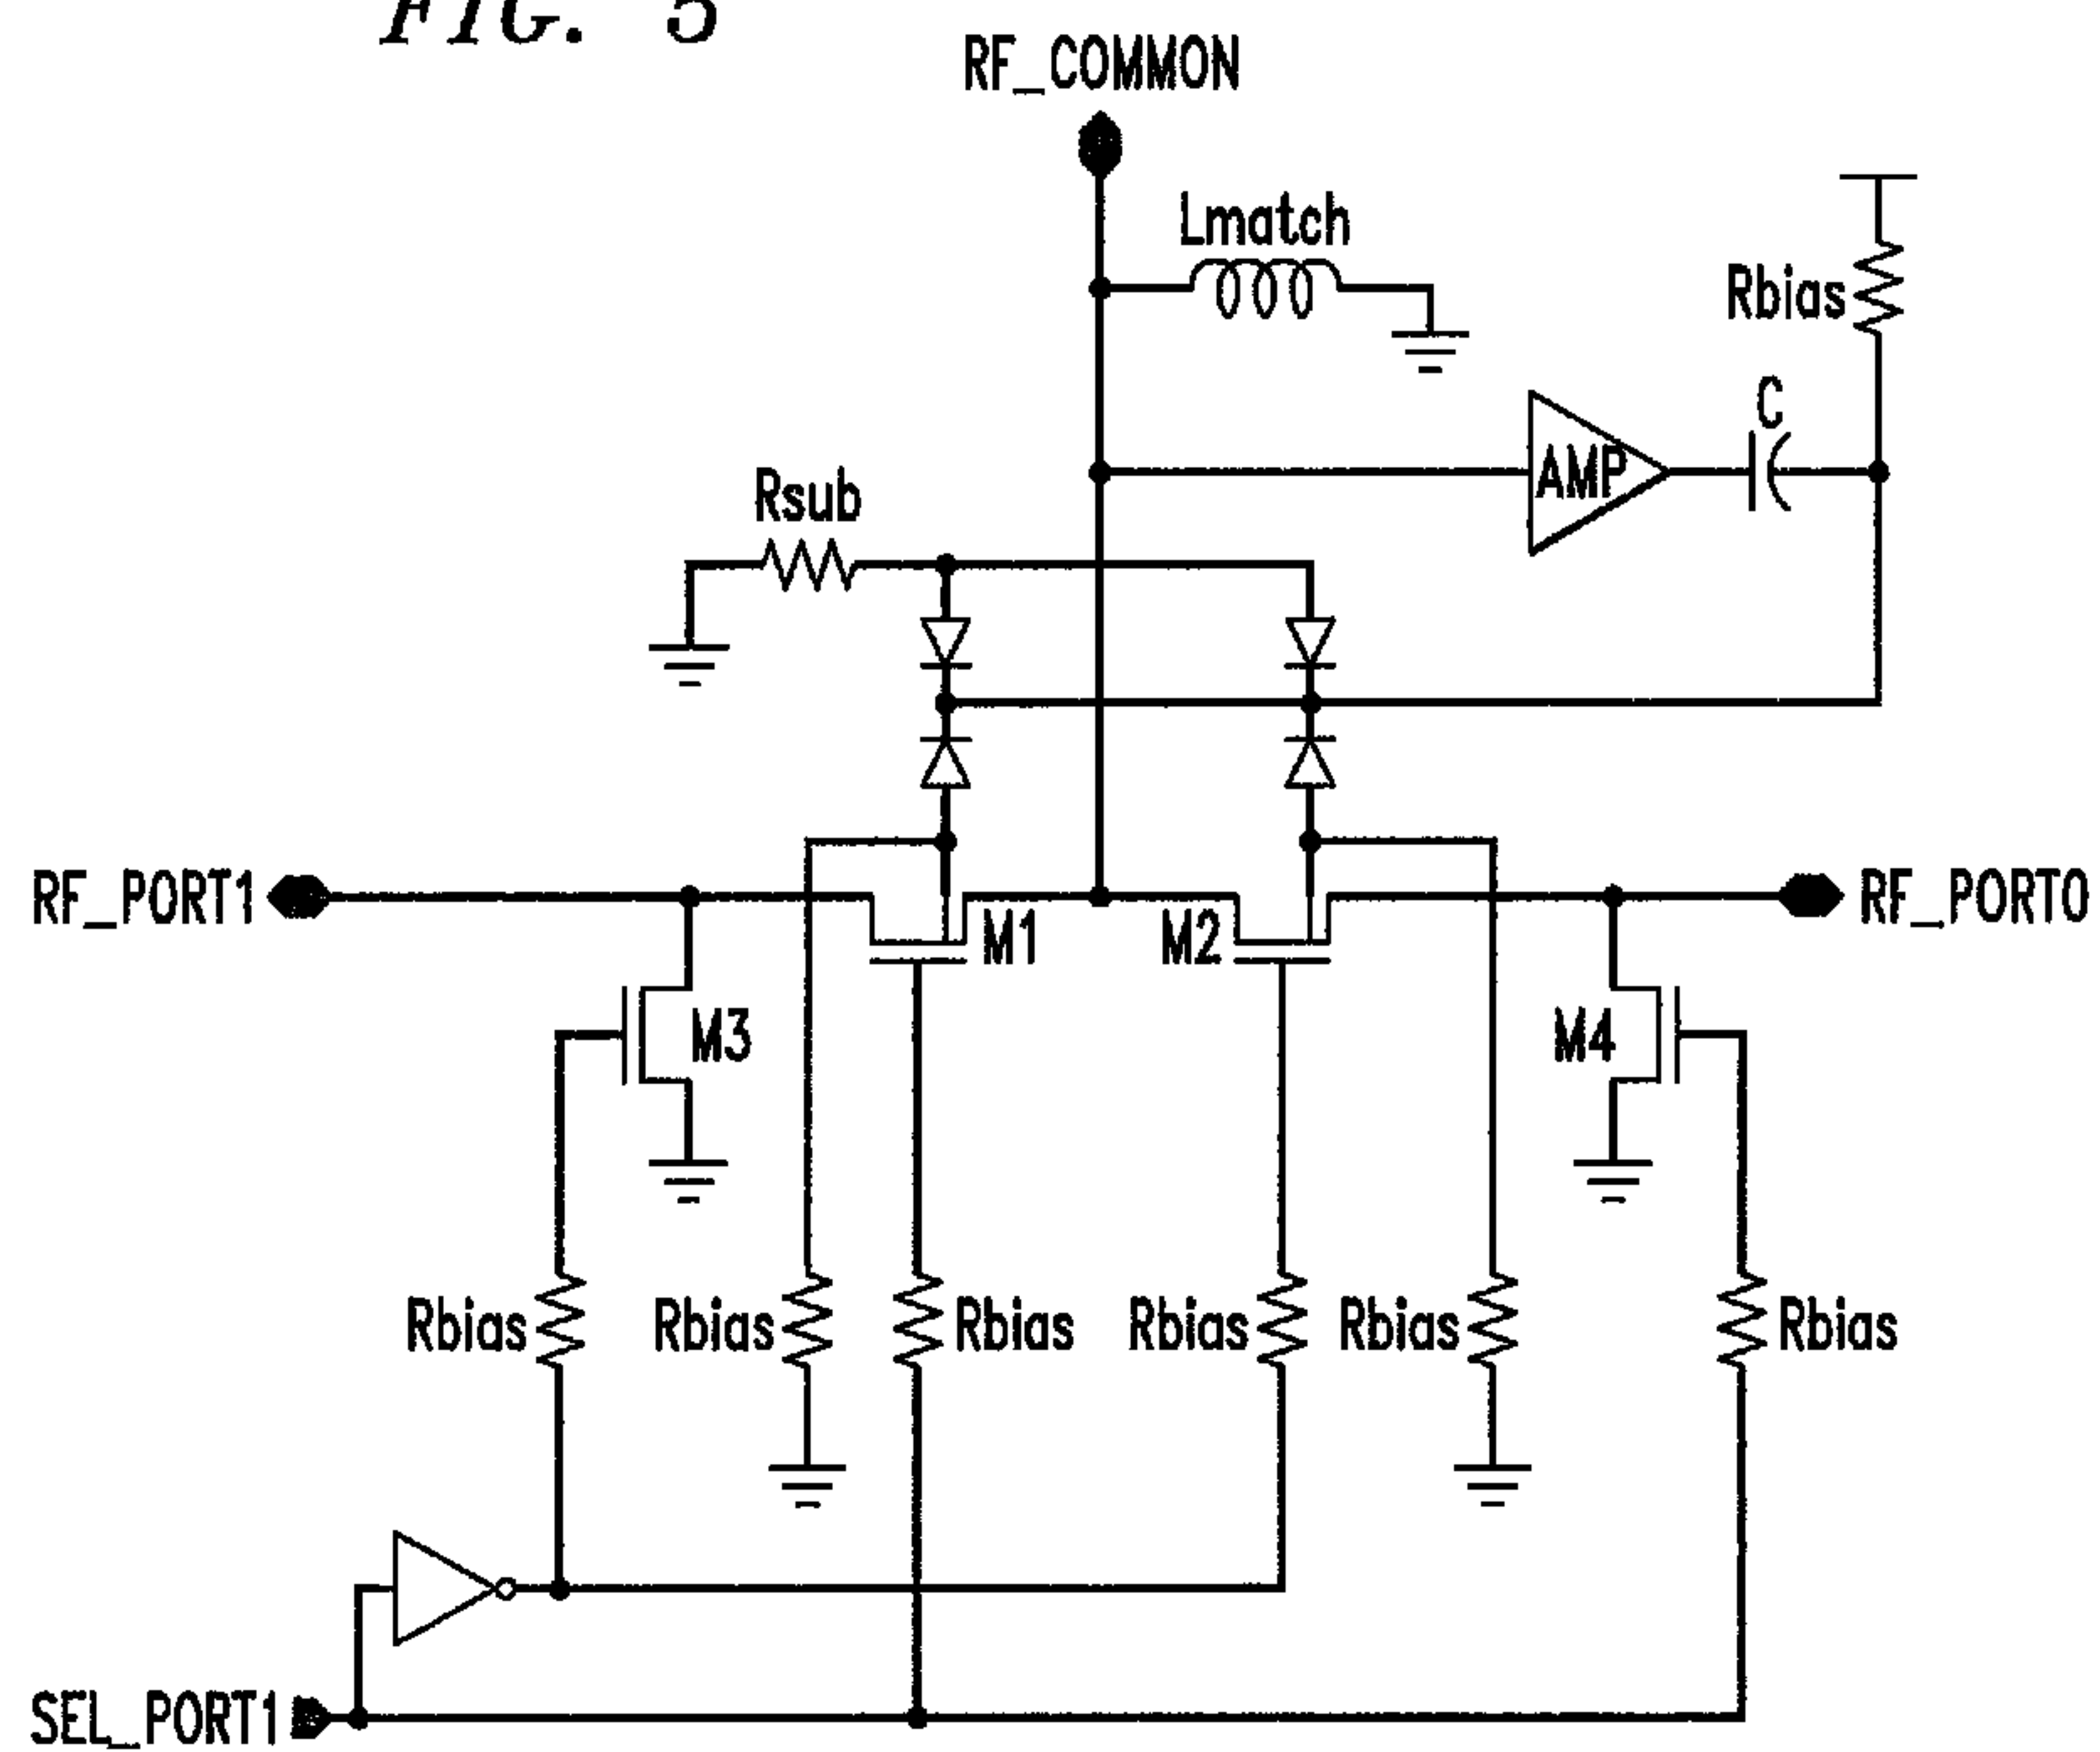 FIG. 5
RF_COMMON
Lmatch
Rbias
C
AMP
Rsub
RF_PORT1
M1
M2
RF_PORT0
M3
M4
Rbias
Rbias
Rbias
Rbias
Rbias
Rbias
SEL_PORT1